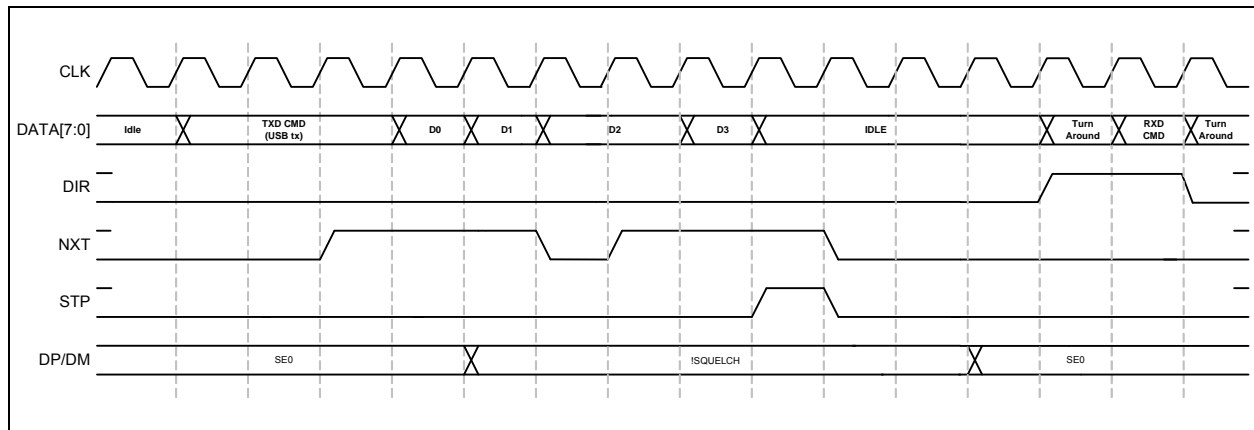 CLK
DATA[7:0]
Idle
TXD CMD
(USB tx)
D0
D1
D2
D3
IDLE
Turn
Around
RXD
CMD
Turn
Around
DIR
NXT
STP
DP/DM
SE0
!SQUELCH
SE0